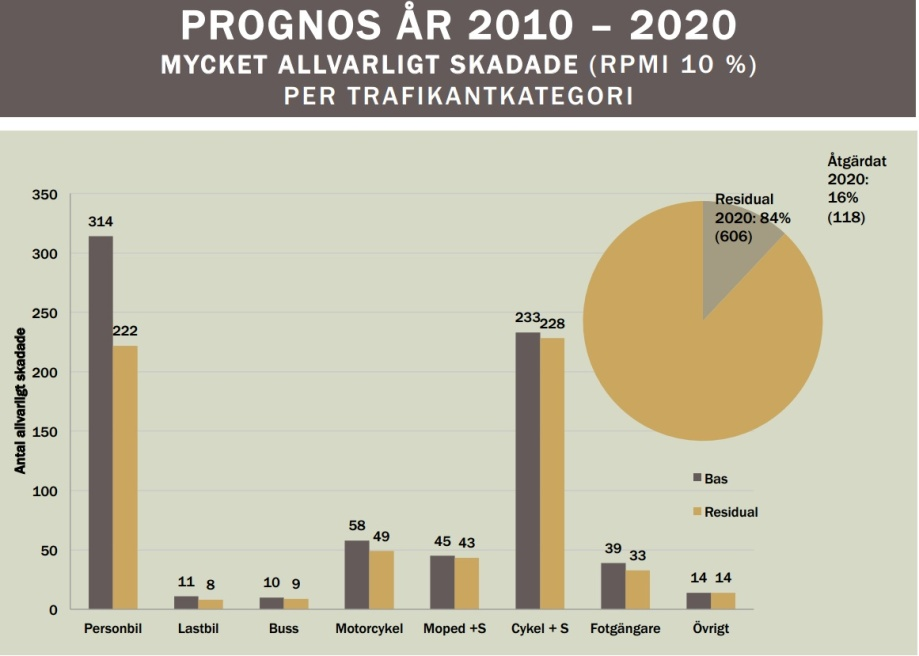 PROGNOS ÅR 2010 – 2020
MYCKET ALLVARLIGT SKADADE (RPMI 10 %)
PER TRAFIKANTKATEGORI
Åtgärdat
2020:
16%
(118)
Residual
2020: 84%
(606)
Antal allvarligt skadade
350
300
250
200
150
100
50
0
314
222
11 8
10 9
58
49
45 43
233
228
39
33
14 14
Bas
Residual
Personbil Lastbil Buss Motorcykel Moped +S Cykel + S Fotgängare Övrigt